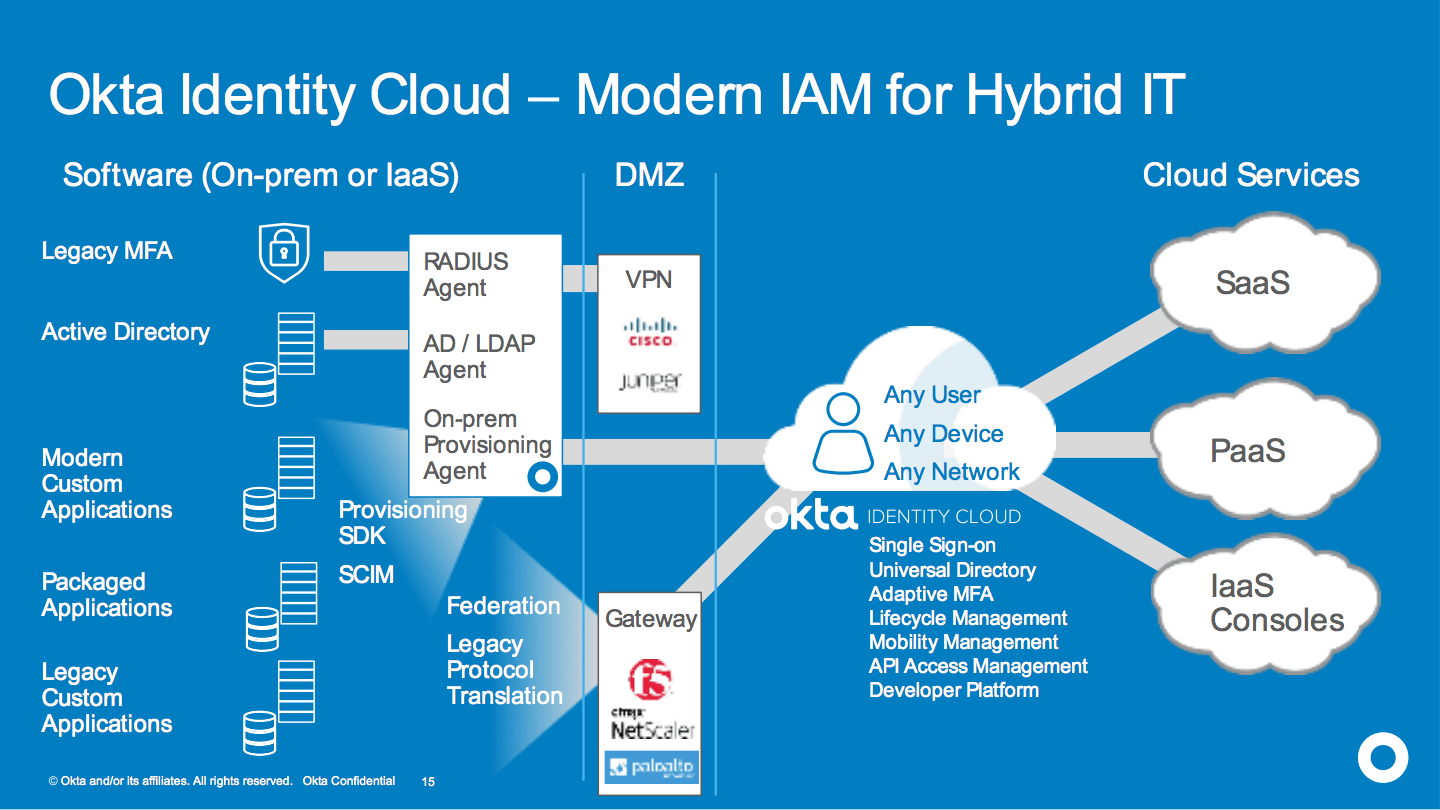 Okta Identity Cloud – Modern IAM for Hybrid IT
Software (On-prem or IaaS)
DMZ
Cloud Services
Legacy MFA
Active Directory
Modern
Custom
Applications
Packaged
Applications
Legacy
Custom
Applications
RADIUS
Agent
AD / LDAP
Agent
On-prem
Provisioning
Agent
Provisioning
SDK
SCIM
Federation
Legacy
Protocol
Translation
VPN
CISCO
JUNIPER
Gateway
f5
CITRIX
NetScaler
paloalto
Any User
Any Device
Any Network
okta IDENTITY CLOUD
Single Sign-on
Universal Directory
Adaptive MFA
Lifecycle Management
Mobility Management
API Access Management
Developer Platform
SaaS
PaaS
IaaS
Consoles
© Okta and/or its affiliates. All rights reserved. Okta Confidential 15